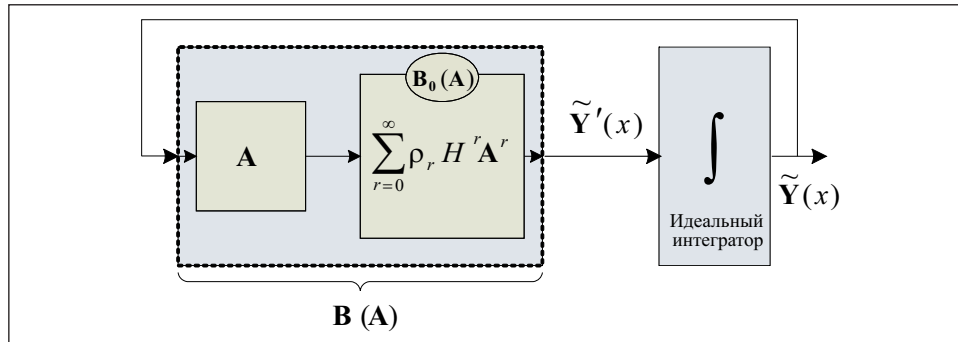 B₀(A)
A
∑_{r=0}^{∞} ρ_r H^r A^r
Ỹ′(x)
∫
Идеальный
интегратор
Ỹ(x)
B (A)